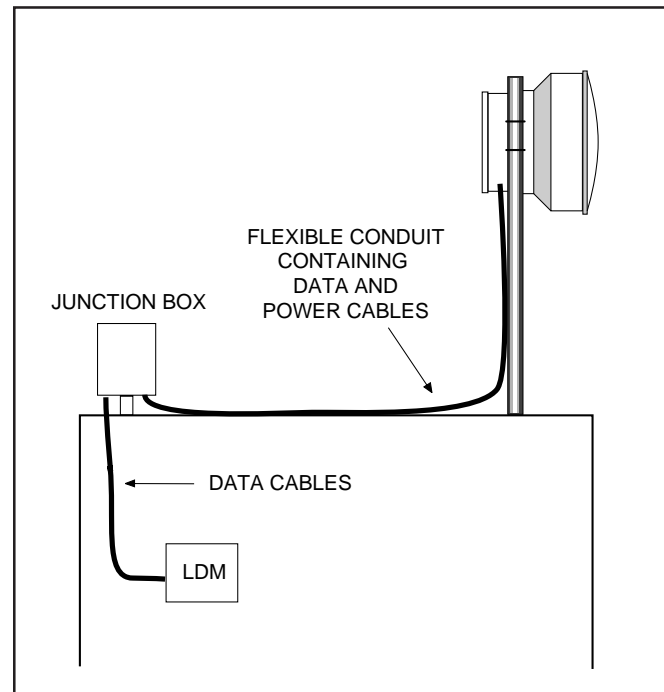 FLEXIBLE CONDUIT
CONTAINING
DATA AND
POWER CABLES
JUNCTION BOX
DATA CABLES
LDM